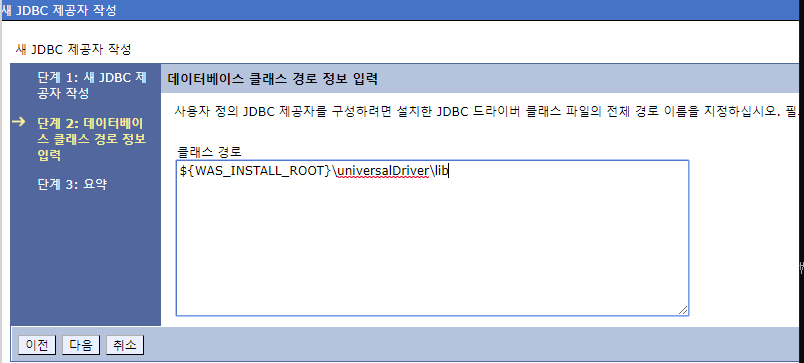 새 JDBC 제공자 작성
새 JDBC 제공자 작성
단계 1: 새 JDBC 제
공자 작성
단계 2: 데이터베이
스 클래스 경로 정보
입력
단계 3: 요약
데이터베이스 클래스 경로 정보 입력
사용자 정의 JDBC 제공자를 구성하려면 설치한 JDBC 드라이버 클래스 파일의 전체 경로 이름을 지정하십시오. 필
클래스 경로
${WAS_INSTALL_ROOT}\universalDriver\lib
이전 다음 취소